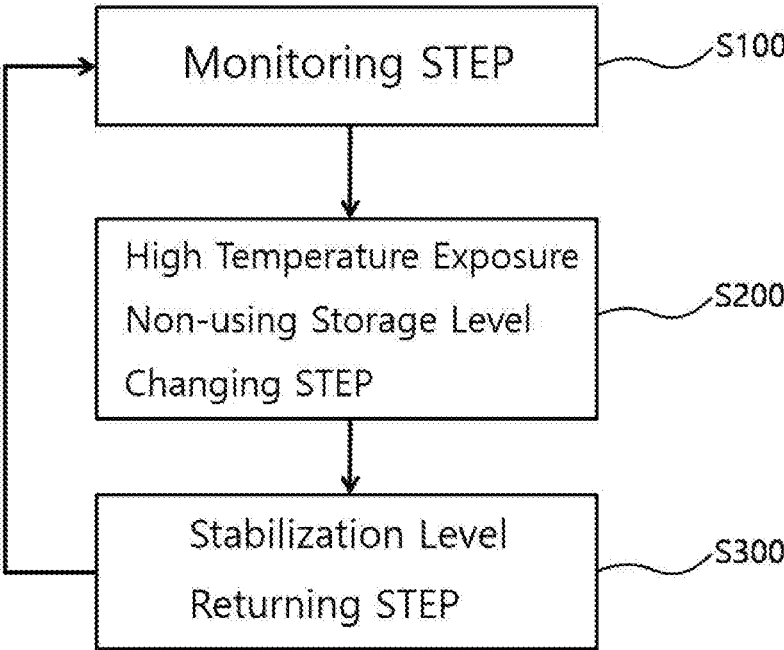 Monitoring STEP
S100
High Temperature Exposure
Non-using Storage Level
Changing STEP
S200
Stabilization Level
Returning STEP
S300